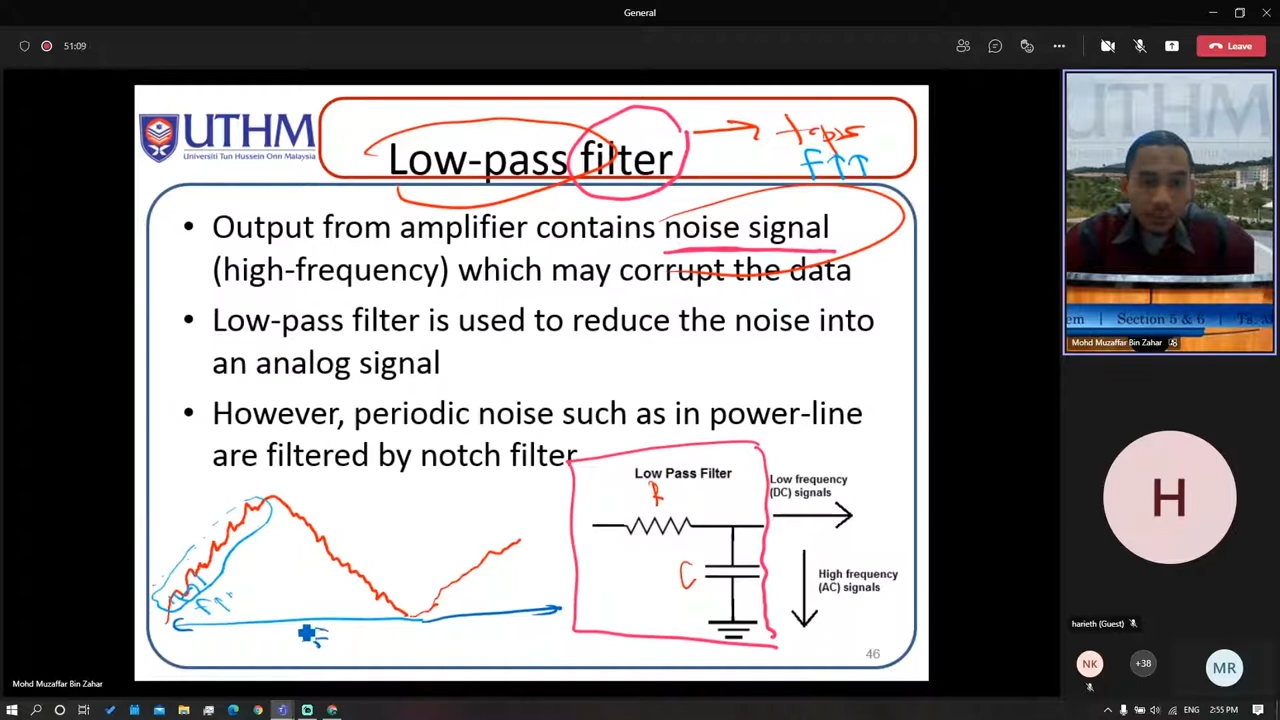 General
51:09
Leave
UTHM
Universiti Tun Hussein Onn Malaysia
Low-pass filter
→ tapis
F↑↑
• Output from amplifier contains noise signal
(high-frequency) which may corrupt the data
• Low-pass filter is used to reduce the noise into
an analog signal
• However, periodic noise such as in power-line
are filtered by notch filter
Low Pass Filter
R
C
Low frequency
(DC) signals
High frequency
(AC) signals
F↑
46
Mohd Muzaffar Bin Zahar
em | Section 5 & 6 | Ts. M
Mohd Muzaffar Bin Zahar
H
harieth (Guest)
NK
+38
MR
2:55 PM